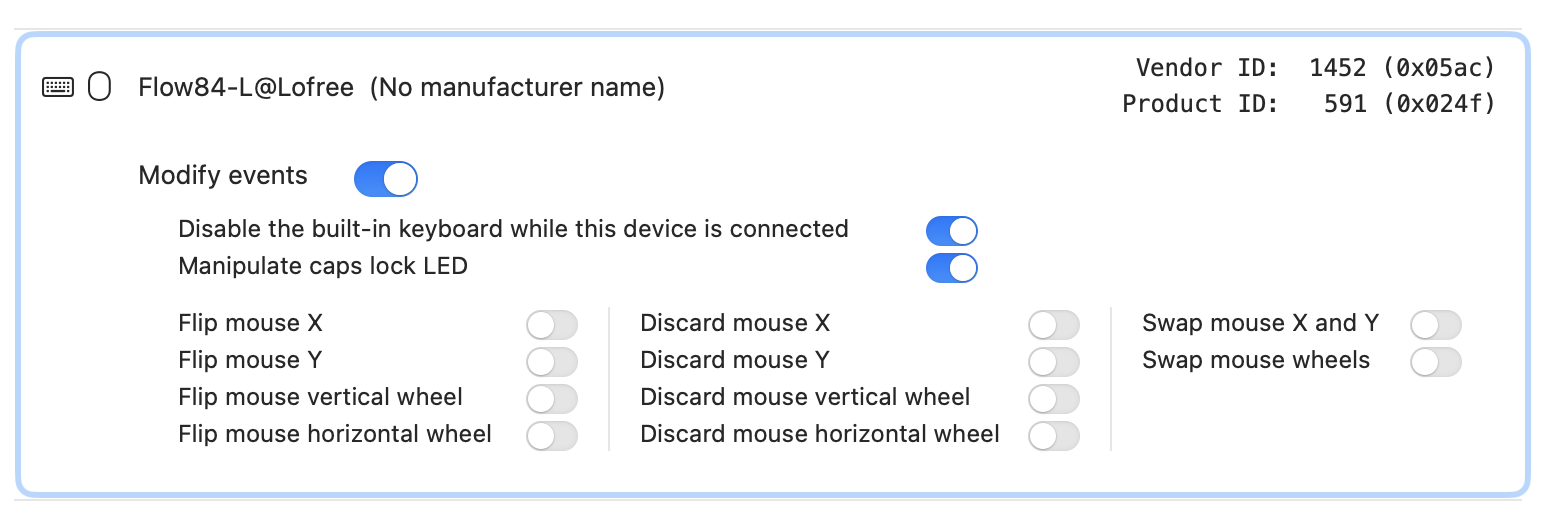 Flow84-L@Lofree (No manufacturer name)
Vendor ID: 1452 (0x05ac)
Product ID: 591 (0x024f)
Modify events
Disable the built-in keyboard while this device is connected
Manipulate caps lock LED
Flip mouse X
Flip mouse Y
Flip mouse vertical wheel
Flip mouse horizontal wheel
Discard mouse X
Discard mouse Y
Discard mouse vertical wheel
Discard mouse horizontal wheel
Swap mouse X and Y
Swap mouse wheels